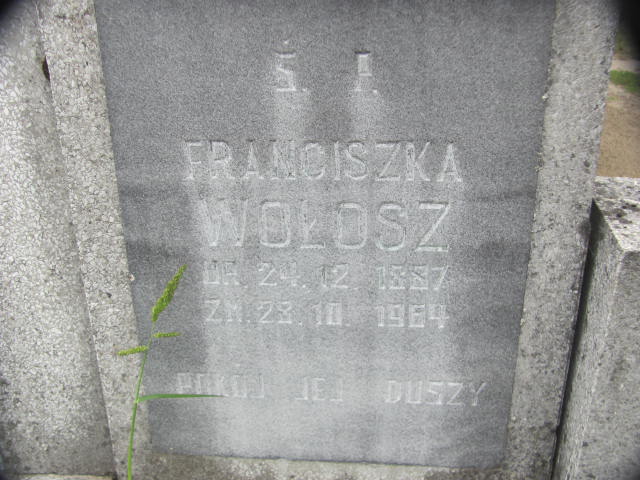 Ś. P.
FRANCISZKA
WOŁOSZ
UR. 24. 12. 1887
ZM. 23. 10. 1964
POKÓJ JEJ DUSZY